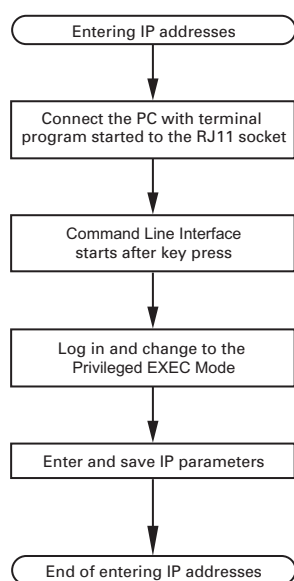 Entering IP addresses
Connect the PC with terminal
program started to the RJ11 socket
Command Line Interface
starts after key press
Log in and change to the
Privileged EXEC Mode
Enter and save IP parameters
End of entering IP addresses